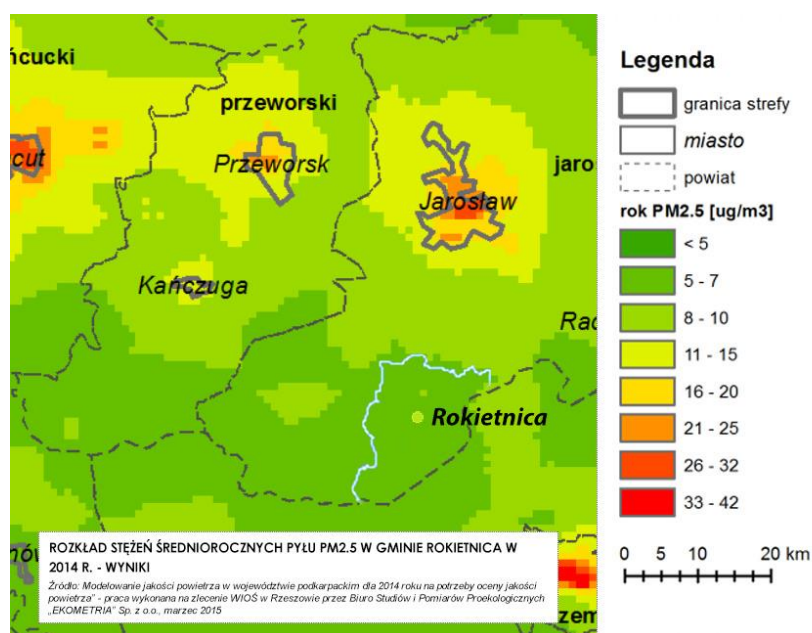 ńcucki
przeworski
cut
Przeworsk
jaro
Jarosław
Kańczuga
Rad
Rokietnica
nów
zem
ROZKŁAD STĘŻEŃ ŚREDNIOROCZNYCH PYŁU PM2.5 W GMINIE ROKIETNICA W
2014 R. - WYNIKI
Źródło: Modelowanie jakości powietrza w województwie podkarpackim dla 2014 roku na potrzeby oceny jakości
powietrza" - praca wykonana na zlecenie WIOŚ w Rzeszowie przez Biuro Studiów i Pomiarów Proekologicznych
„EKOMETRIA" Sp. z o.o., marzec 2015
Legenda
granica strefy
miasto
powiat
rok PM2.5 [ug/m3]
< 5
5 - 7
8 - 10
11 - 15
16 - 20
21 - 25
26 - 32
33 - 42
0 5 10 20 km